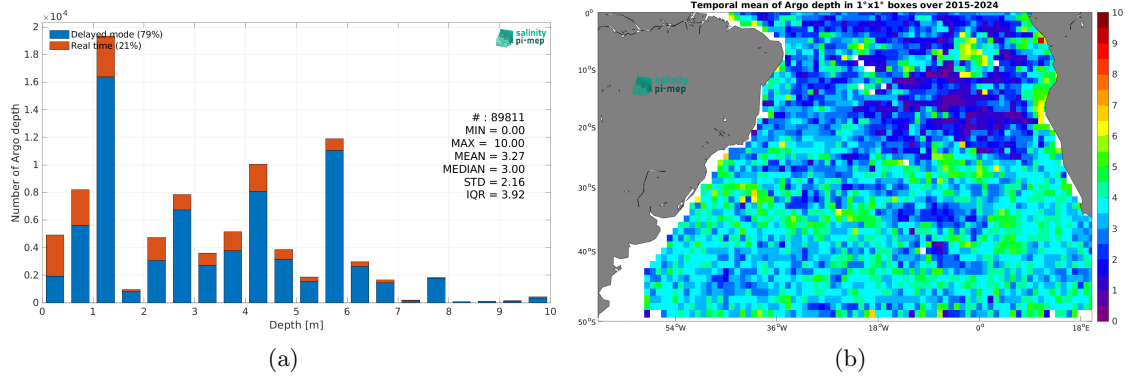 ×10⁴
Delayed mode (79%)
Real time (21%)
salinity
pi-mep
# : 89811
MIN = 0.00
MAX = 10.00
MEAN = 3.27
MEDIAN = 3.00
STD = 2.16
IQR = 3.92
Number of Argo depth
2
1.8
1.6
1.4
1.2
1
0.8
0.6
0.4
0.2
0
0 1 2 3 4 5 6 7 8 9 10
Depth [m]
(a)
Temporal mean of Argo depth in 1°x1° boxes over 2015-2024
salinity
pi-mep
0°
10°S
20°S
30°S
40°S
50°S
54°W 36°W 18°W 0° 18°E
10
9
8
7
6
5
4
3
2
1
0
(b)